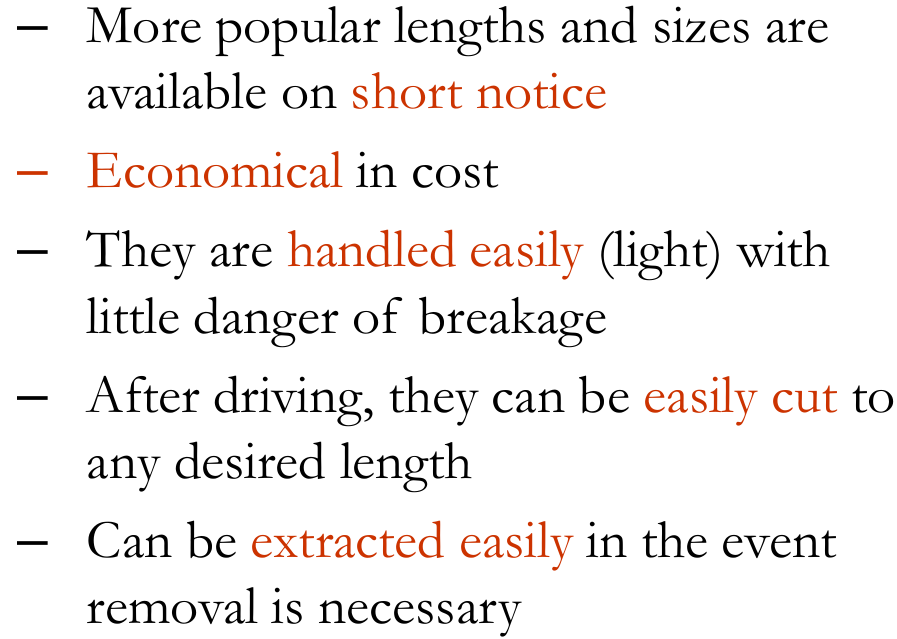 – More popular lengths and sizes are
available on short notice
– Economical in cost
– They are handled easily (light) with
little danger of breakage
– After driving, they can be easily cut to
any desired length
– Can be extracted easily in the event
removal is necessary